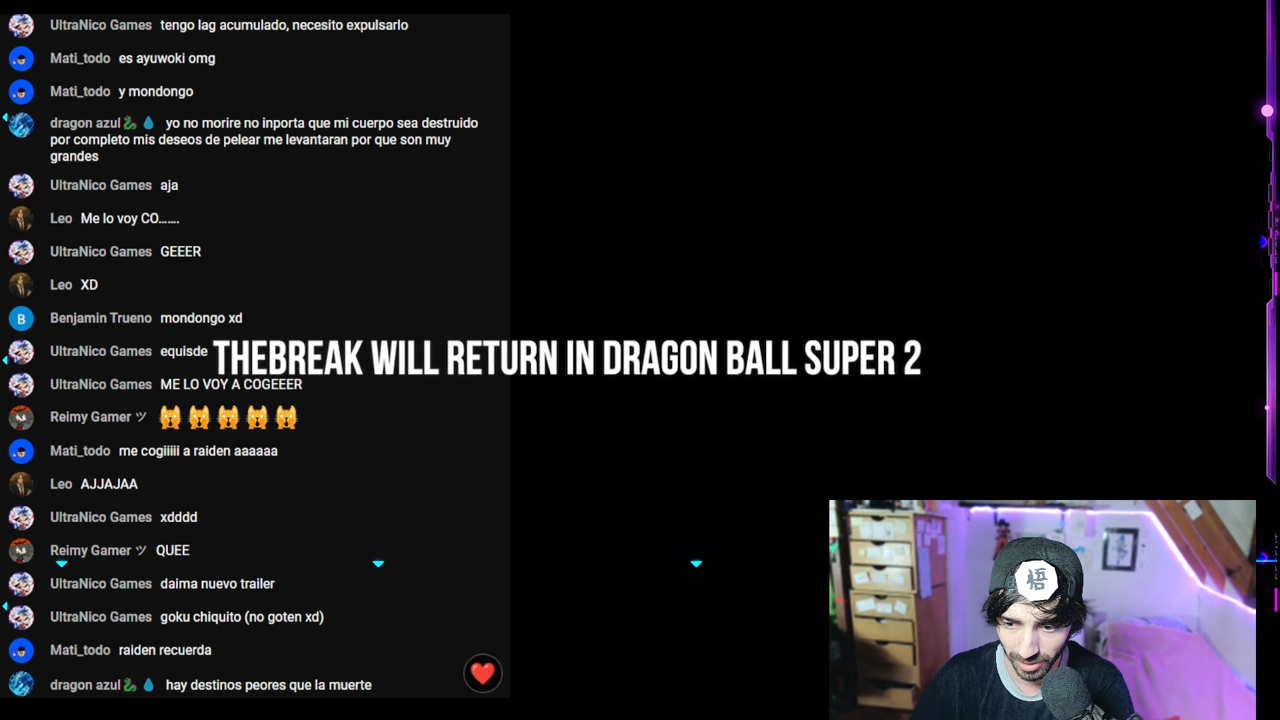 UltraNico Games tengo lag acumulado, necesito expulsarlo
Mati_todo es ayuwoki omg
Mati_todo y mondongo
dragon azul🐉💧 yo no morire no inporta que mi cuerpo sea destruido
por completo mis deseos de pelear me levantaran por que son muy
grandes
UltraNico Games aja
Leo Me lo voy CO.......
UltraNico Games GEEER
Leo XD
B Benjamin Trueno mondongo xd
UltraNico Games equisde
THEBREAK WILL RETURN IN DRAGON BALL SUPER 2
UltraNico Games ME LO VOY A COGEEER
Reimy Gamer ツ 🙀🙀🙀🙀🙀
Mati_todo me cogiiiii a raiden aaaaaa
Leo AJJAJAA
UltraNico Games xdddd
Reimy Gamer ツ QUEE
UltraNico Games daima nuevo trailer
UltraNico Games goku chiquito (no goten xd)
Mati_todo raiden recuerda
dragon azul🐉💧 hay destinos peores que la muerte
悟